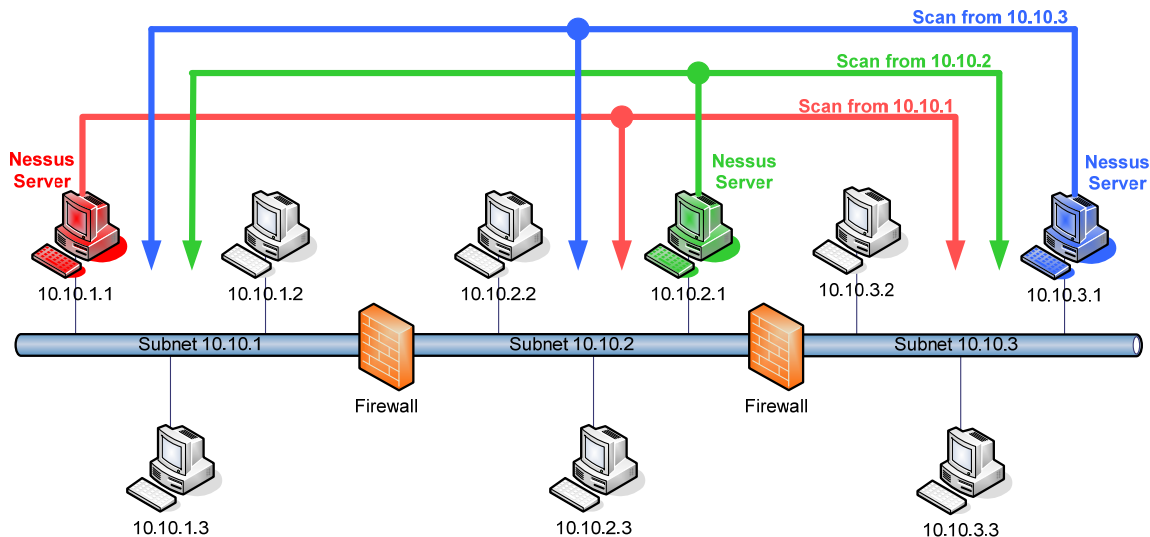 Scan from 10.10.3
Scan from 10.10.2
Scan from 10.10.1
Nessus
Server
Nessus
Server
Nessus
Server
10.10.1.1
10.10.1.2
10.10.2.2
10.10.2.1
10.10.3.2
10.10.3.1
Subnet 10.10.1
Subnet 10.10.2
Subnet 10.10.3
Firewall
Firewall
10.10.1.3
10.10.2.3
10.10.3.3